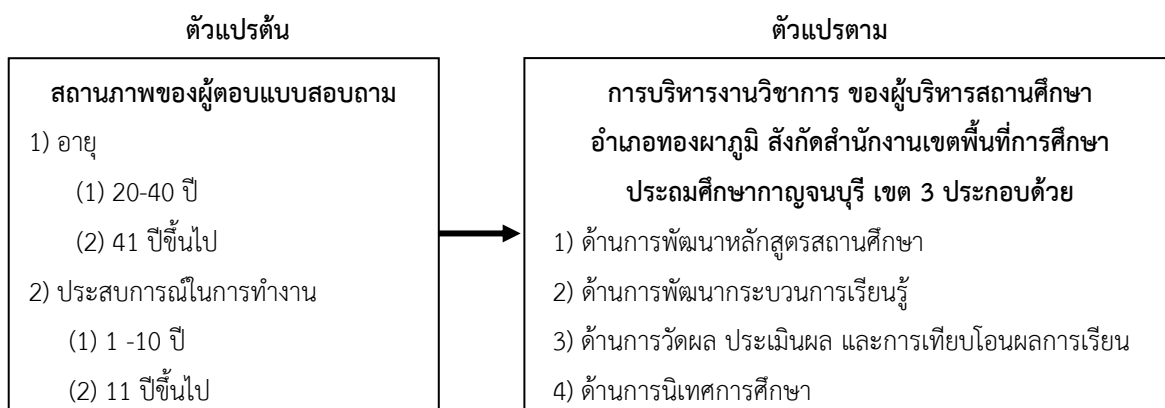 ตัวแปรต้น
สถานภาพของผู้ตอบแบบสอบถาม
1) อายุ
(1) 20-40 ปี
(2) 41 ปีขึ้นไป
2) ประสบการณ์ในการทำงาน
(1) 1 -10 ปี
(2) 11 ปีขึ้นไป
ตัวแปรตาม
การบริหารงานวิชาการ ของผู้บริหารสถานศึกษา
อำเภอทองผาภูมิ สังกัดสำนักงานเขตพื้นที่การศึกษา
ประถมศึกษากาญจนบุรี เขต 3 ประกอบด้วย
1) ด้านการพัฒนาหลักสูตรสถานศึกษา
2) ด้านการพัฒนากระบวนการเรียนรู้
3) ด้านการวัดผล ประเมินผล และการเทียบโอนผลการเรียน
4) ด้านการนิเทศการศึกษา